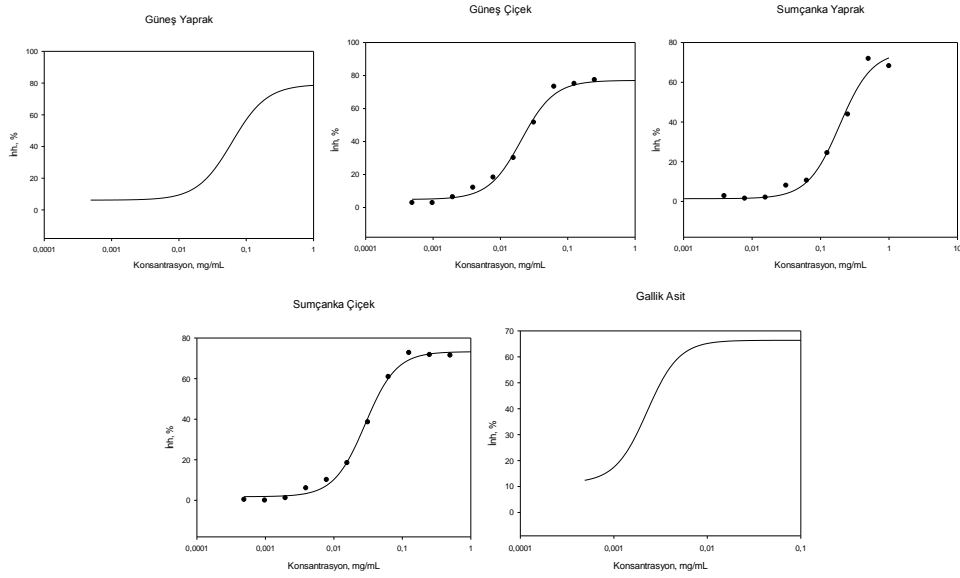 Güneş Yaprak
İnh, %
100
80
60
40
20
0
0,0001 0,001 0,01 0,1 1
Konsantrasyon, mg/mL
Güneş Çiçek
İnh, %
100
80
60
40
20
0
0,0001 0,001 0,01 0,1 1
Konsantrasyon, mg/mL
Sumçanka Yaprak
İnh, %
80
60
40
20
0
0,001 0,01 0,1 1 10
Konsantrasyon, mg/mL
Sumçanka Çiçek
İnh, %
80
60
40
20
0
0,0001 0,001 0,01 0,1 1
Konsantrasyon, mg/mL
Gallik Asit
İnh, %
70
60
50
40
30
20
10
0
0,0001 0,001 0,01 0,1
Konsantrasyon, mg/mL